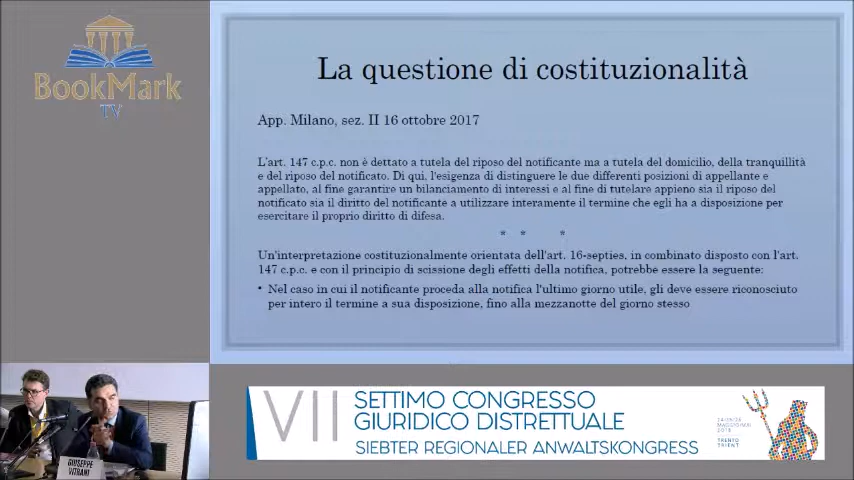 BookMark
TV
La questione di costituzionalità
App. Milano, sez. II 16 ottobre 2017
L'art. 147 c.p.c. non è dettato a tutela del riposo del notificante ma a tutela del domicilio, della tranquillità
e del riposo del notificato. Di qui, l'esigenza di distinguere le due differenti posizioni di appellante e
appellato, al fine garantire un bilanciamento di interessi e al fine di tutelare appieno sia il riposo del
notificato sia il diritto del notificante a utilizzare interamente il termine che egli ha a disposizione per
esercitare il proprio diritto di difesa.
* * *
Un'interpretazione costituzionalmente orientata dell'art. 16-septies, in combinato disposto con l'art.
147 c.p.c. e con il principio di scissione degli effetti della notifica, potrebbe essere la seguente:
• Nel caso in cui il notificante proceda alla notifica l'ultimo giorno utile, gli deve essere riconosciuto
per intero il termine a sua disposizione, fino alla mezzanotte del giorno stesso
GIUSEPPE
VITRANI
VII
SETTIMO CONGRESSO
GIURIDICO DISTRETTUALE
SIEBTER REGIONALER ANWALTSKONGRESS
TRENTO
TRIENT